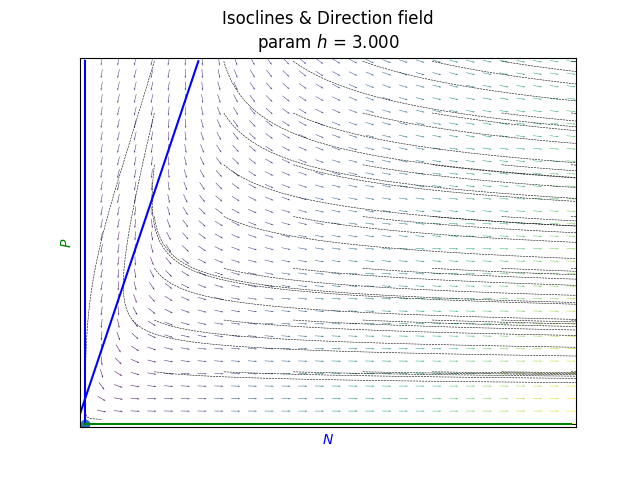 Isoclines & Direction field
param h = 3.000
P
N